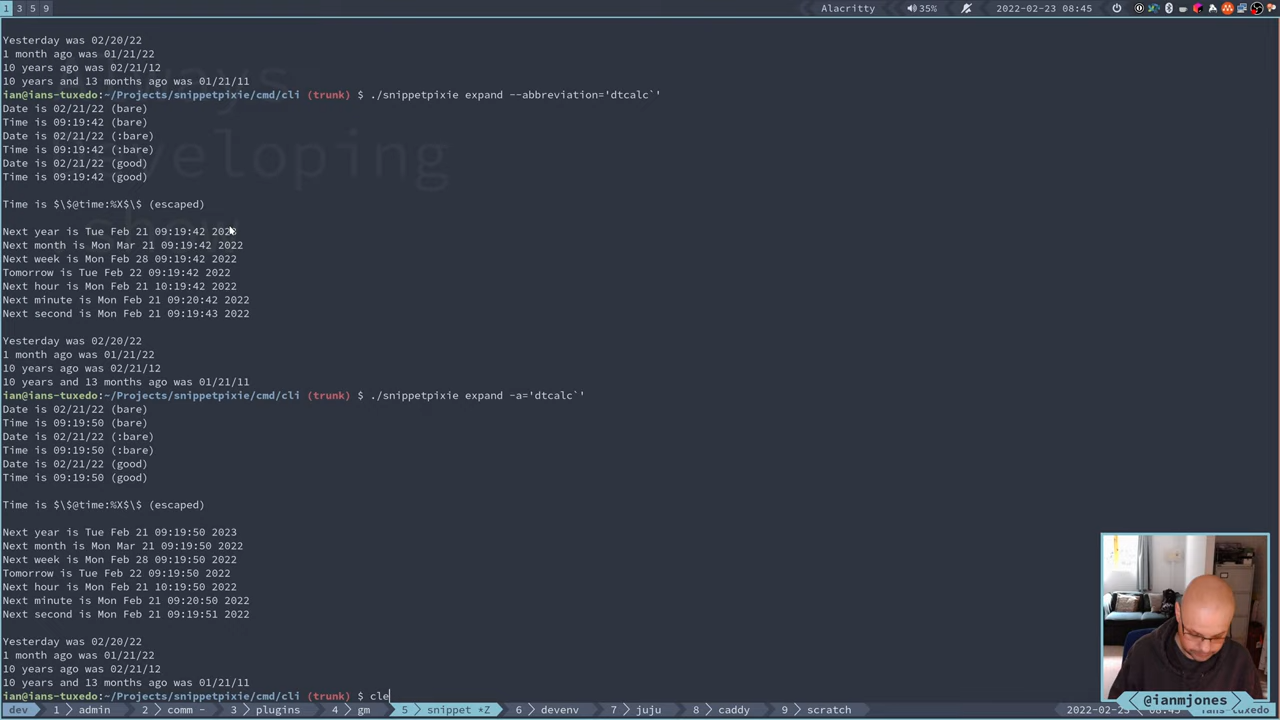 1 3 5 9 Alacritty 35% 2022-02-23 08:45
Yesterday was 02/20/22
1 month ago was 01/21/22
10 years ago was 02/21/12
10 years and 13 months ago was 01/21/11
ian@ians-tuxedo:~/Projects/snippetpixie/cmd/cli (trunk) $ ./snippetpixie expand --abbreviation='dtcalc`'
Date is 02/21/22 (bare)
Time is 09:19:42 (bare)
Date is 02/21/22 (:bare)
Time is 09:19:42 (:bare)
Date is 02/21/22 (good)
Time is 09:19:42 (good)
Time is $\$@time:%X$\$ (escaped)
Next year is Tue Feb 21 09:19:42 2023
Next month is Mon Mar 21 09:19:42 2022
Next week is Mon Feb 28 09:19:42 2022
Tomorrow is Tue Feb 22 09:19:42 2022
Next hour is Mon Feb 21 10:19:42 2022
Next minute is Mon Feb 21 09:20:42 2022
Next second is Mon Feb 21 09:19:43 2022
Yesterday was 02/20/22
1 month ago was 01/21/22
10 years ago was 02/21/12
10 years and 13 months ago was 01/21/11
ian@ians-tuxedo:~/Projects/snippetpixie/cmd/cli (trunk) $ ./snippetpixie expand -a='dtcalc`'
Date is 02/21/22 (bare)
Time is 09:19:50 (bare)
Date is 02/21/22 (:bare)
Time is 09:19:50 (:bare)
Date is 02/21/22 (good)
Time is 09:19:50 (good)
Time is $\$@time:%X$\$ (escaped)
Next year is Tue Feb 21 09:19:50 2023
Next month is Mon Mar 21 09:19:50 2022
Next week is Mon Feb 28 09:19:50 2022
Tomorrow is Tue Feb 22 09:19:50 2022
Next hour is Mon Feb 21 10:19:50 2022
Next minute is Mon Feb 21 09:20:50 2022
Next second is Mon Feb 21 09:19:51 2022
Yesterday was 02/20/22
1 month ago was 01/21/22
10 years ago was 02/21/12
10 years and 13 months ago was 01/21/11
ian@ians-tuxedo:~/Projects/snippetpixie/cmd/cli (trunk) $ cle
@ianmjones
dev 1 admin 2 comm - 3 plugins 4 gm 5 snippet *Z 6 devenv 7 juju 8 caddy 9 scratch